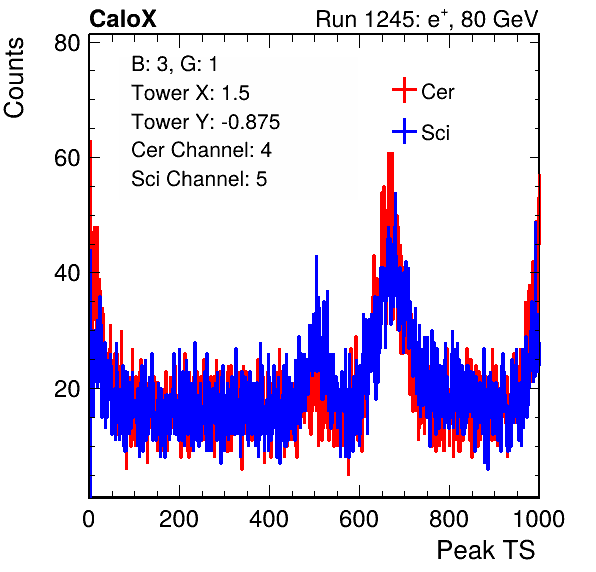 CaloX Run 1245: e⁺, 80 GeV
Counts
B: 3, G: 1
Tower X: 1.5
Tower Y: -0.875
Cer Channel: 4
Sci Channel: 5
Cer
Sci
80
60
40
20
0 200 400 600 800 1000
Peak TS